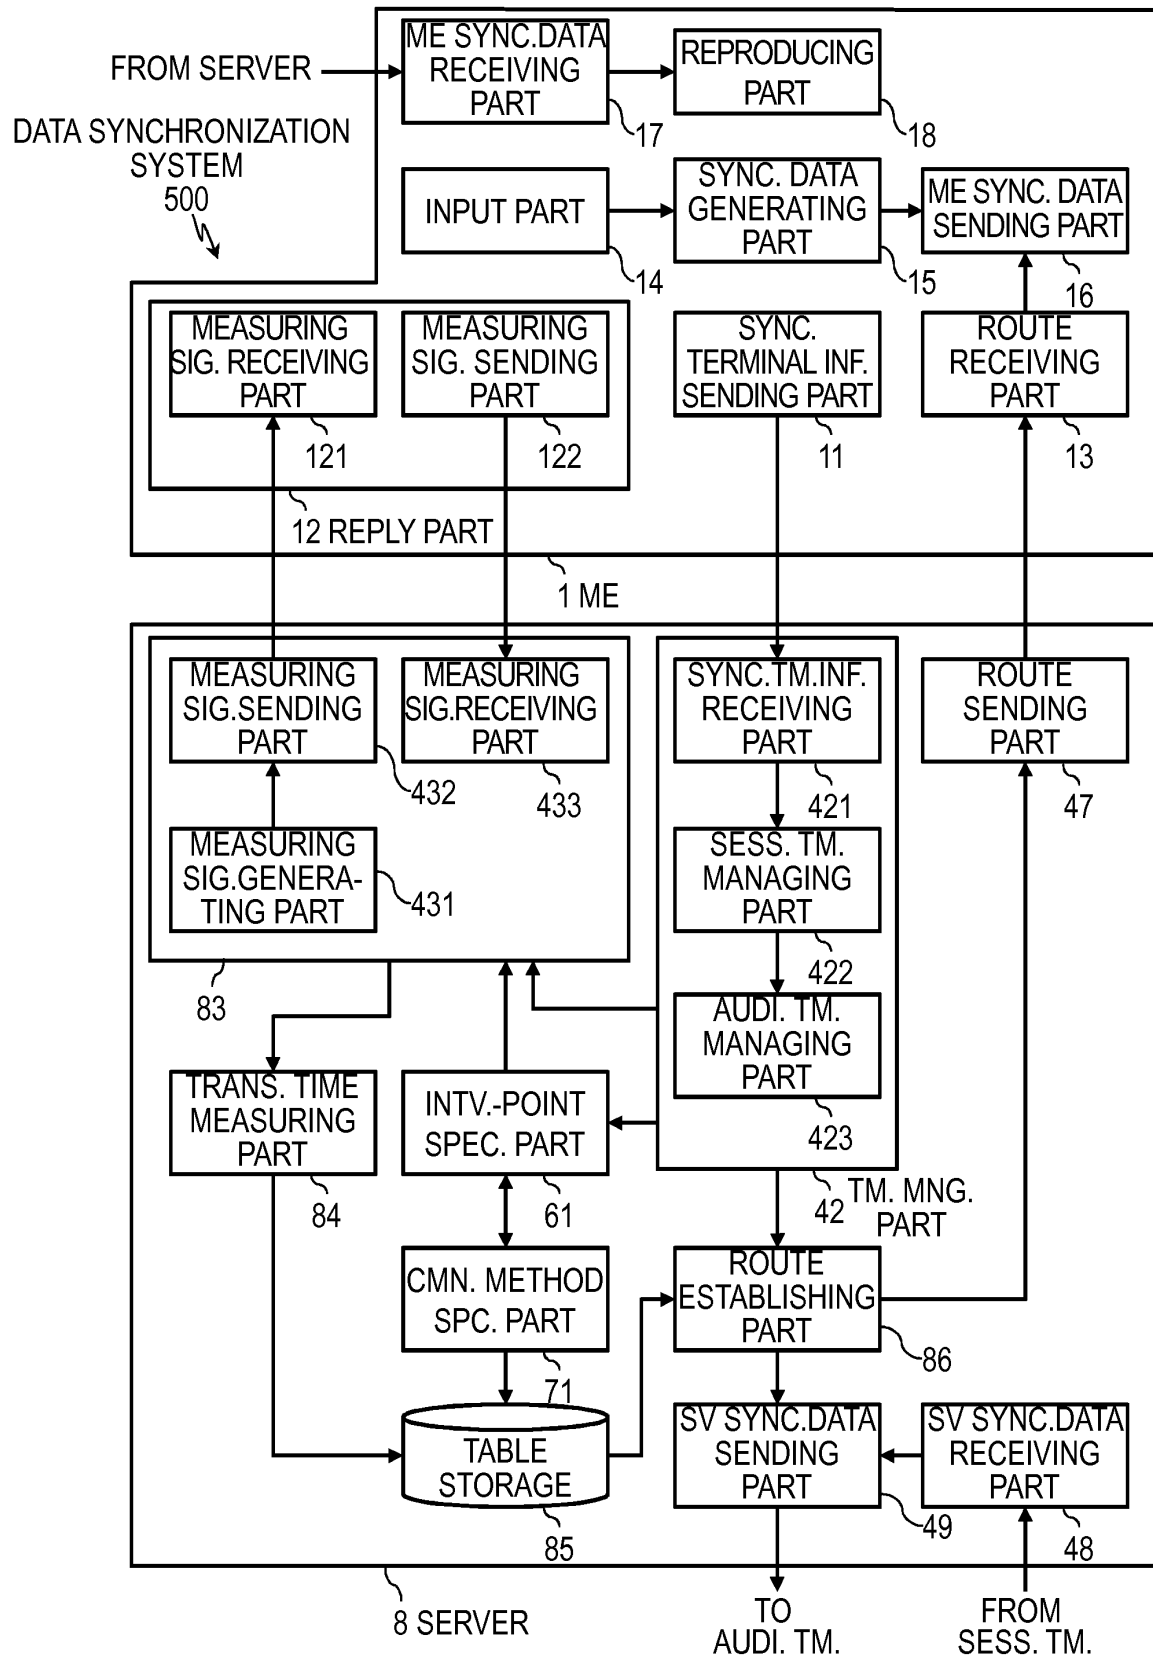 FROM SERVER
ME SYNC.DATA
RECEIVING
PART
17
REPRODUCING
PART
18
DATA SYNCHRONIZATION
SYSTEM
500
INPUT PART
14
SYNC. DATA
GENERATING
PART
15
ME SYNC. DATA
SENDING PART
16
MEASURING
SIG. RECEIVING
PART
121
MEASURING
SIG. SENDING
PART
122
SYNC.
TERMINAL INF.
SENDING PART
11
ROUTE
RECEIVING
PART
13
12 REPLY PART
1 ME
MEASURING
SIG.SENDING
PART
432
MEASURING
SIG.RECEIVING
PART
433
SYNC.TM.INF.
RECEIVING
PART
421
ROUTE
SENDING
PART
47
MEASURING
SIG.GENERA-
TING PART
431
SESS. TM.
MANAGING
PART
422
83
AUDI. TM.
MANAGING
PART
423
TRANS. TIME
MEASURING
PART
84
INTV.-POINT
SPEC. PART
61
42
TM. MNG.
PART
CMN. METHOD
SPC. PART
71
ROUTE
ESTABLISHING
PART
86
TABLE
STORAGE
85
SV SYNC.DATA
SENDING
PART
49
SV SYNC.DATA
RECEIVING
PART
48
8 SERVER
TO
AUDI. TM.
FROM
SESS. TM.